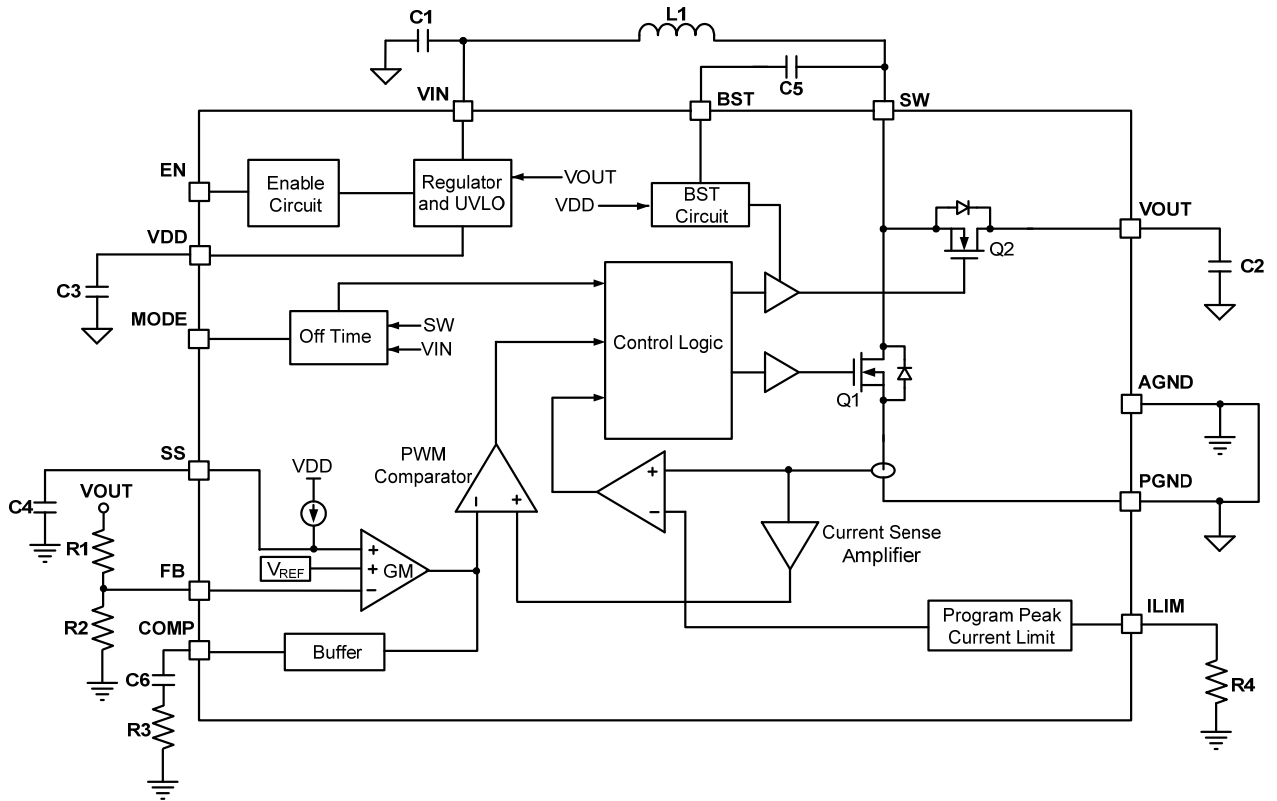 C1
L1
C5
VIN
BST
SW
EN
Enable
Circuit
Regulator
and UVLO
VOUT
VDD
BST
Circuit
VOUT
Q2
C2
VDD
C3
MODE
Off Time
SW
VIN
Control Logic
Q1
AGND
SS
VDD
PWM
Comparator
+
−
PGND
C4
VOUT
−
+
Current Sense
Amplifier
R1
FB
VREF
+
+
−
GM
R2
COMP
Buffer
Program Peak
Current Limit
ILIM
C6
R3
R4